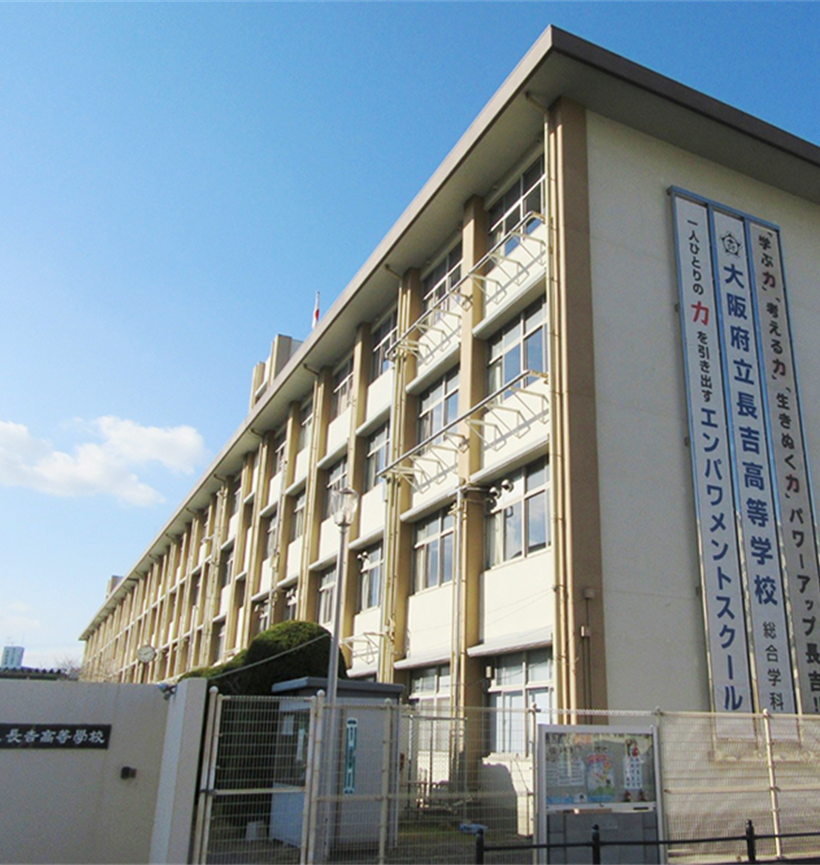 「学ぶ力」「考える力」「生きぬく力」パワーアップ長吉!!
大阪府立長吉高等学校 総合学科
一人ひとりの力を引き出すエンパワメントスクール
長吉高等学校